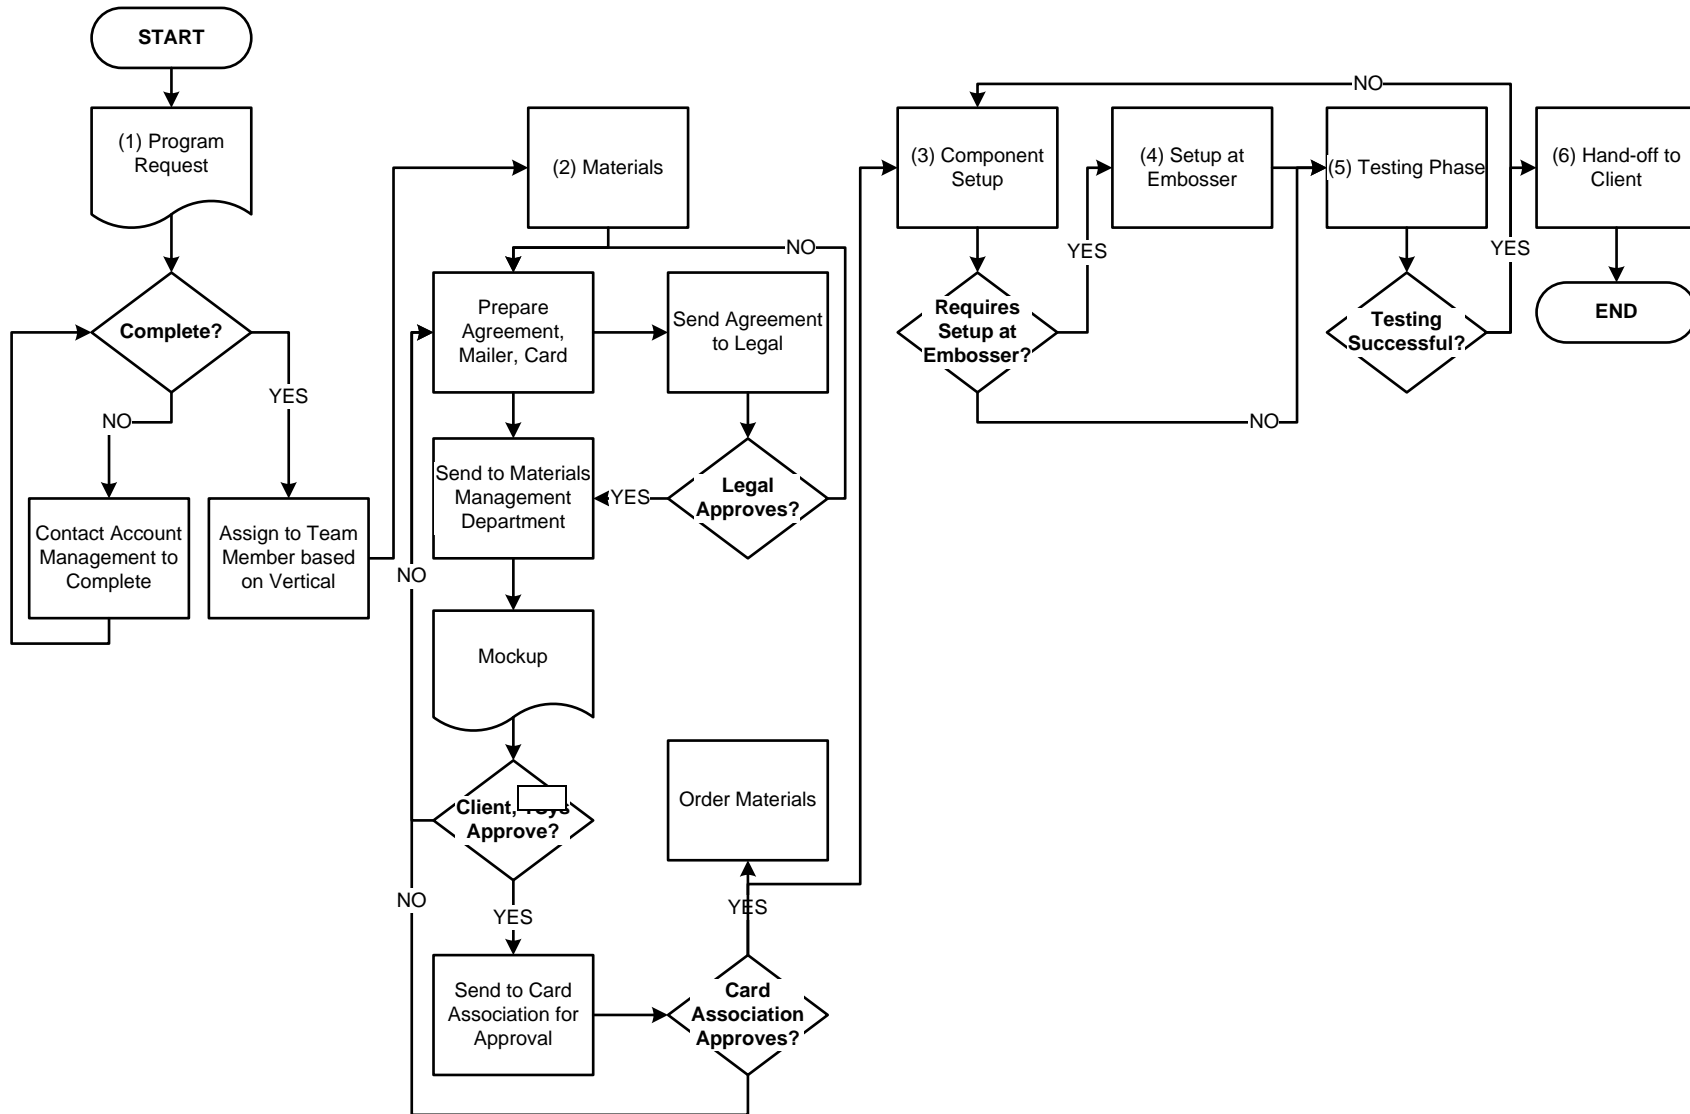 START
(1) Program
Request
Complete?
NO
YES
Contact Account
Management to
Complete
Assign to Team
Member based
on Vertical
(2) Materials
NO
Prepare
Agreement,
Mailer, Card
Send Agreement
to Legal
Send to Materials
Management
Department
YES
Legal
Approves?
NO
Mockup
Client,
Approve?
NO
YES
Order Materials
YES
Send to Card
Association for
Approval
Card
Association
Approves?
NO
(3) Component
Setup
(4) Setup at
Embosser
(5) Testing Phase
(6) Hand-off to
Client
YES
YES
Requires
Setup at
Embosser?
Testing
Successful?
END
NO